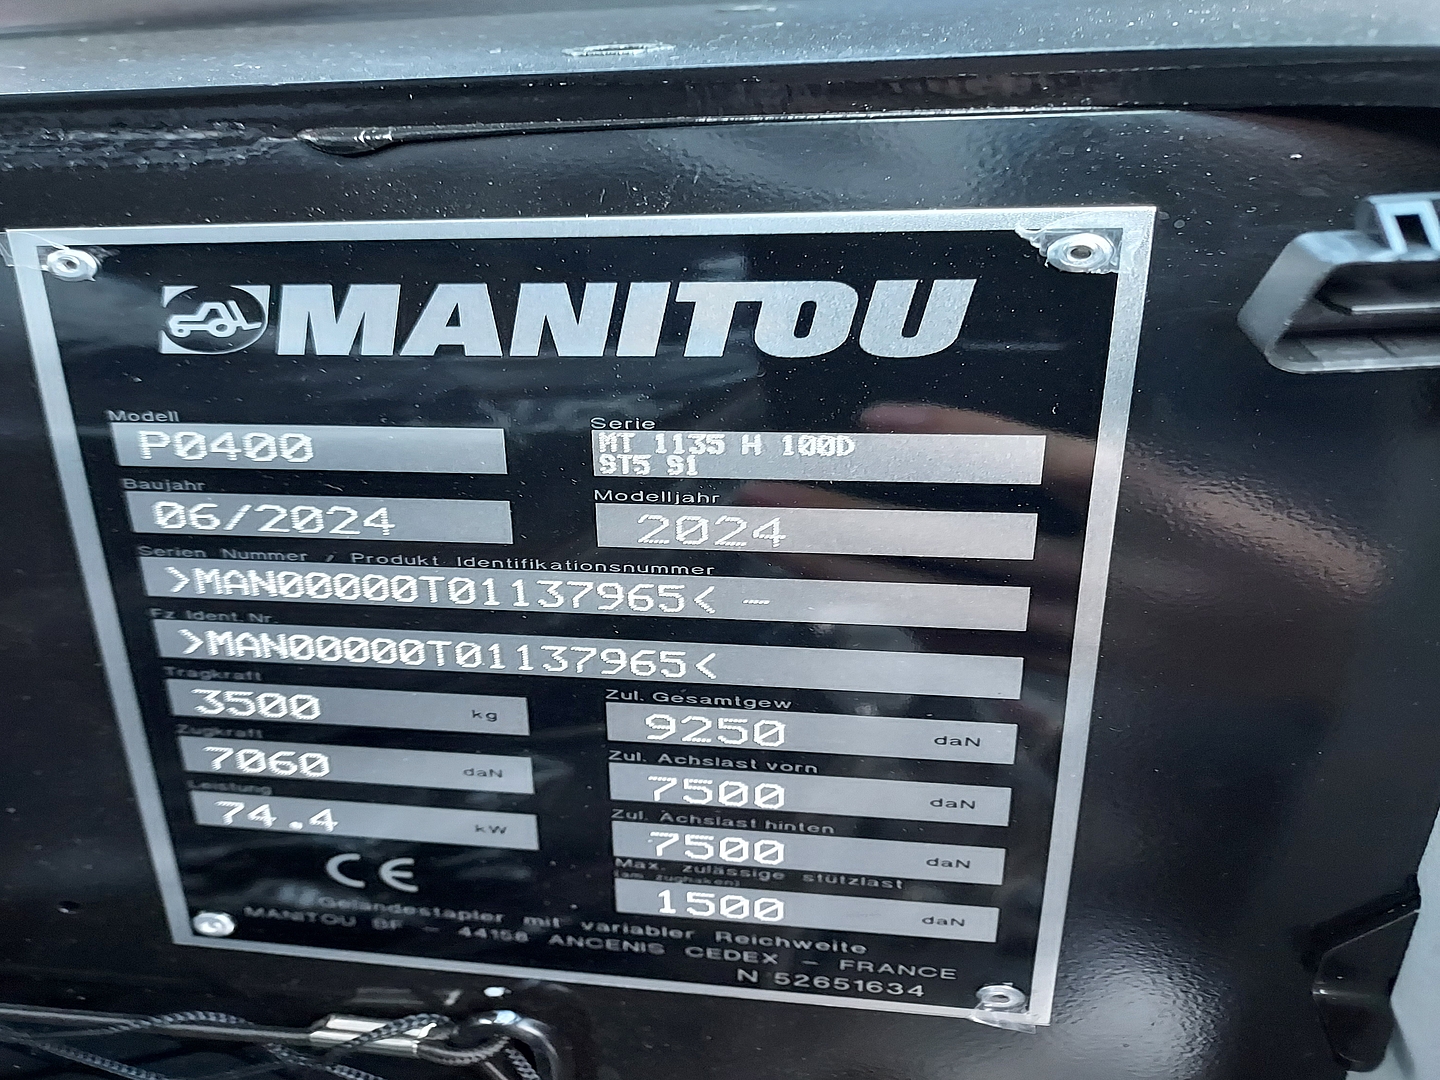 MANITOU
Modell
P0400
Serie
MT 1135 H 100D
ST5 S1
Baujahr
06/2024
Modelljahr
2024
Serien Nummer / Produkt Identifikationsnummer
>MAN00000T01137965< -
Fz. Ident. Nr.
>MAN00000T01137965<
Tragkraft
3500 kg
Zul. Gesamtgew
9250 daN
Zugkraft
7060 daN
Zul. Achslast vorn
7500 daN
Leistung
74.4 kW
Zul. Achslast hinten
7500 daN
Max. zulässige stützlast
(am zughaken)
1500 daN
CE
Geländestapler mit variabler Reichweite
MANITOU BF - 44158 ANCENIS CEDEX - FRANCE
N 52651634